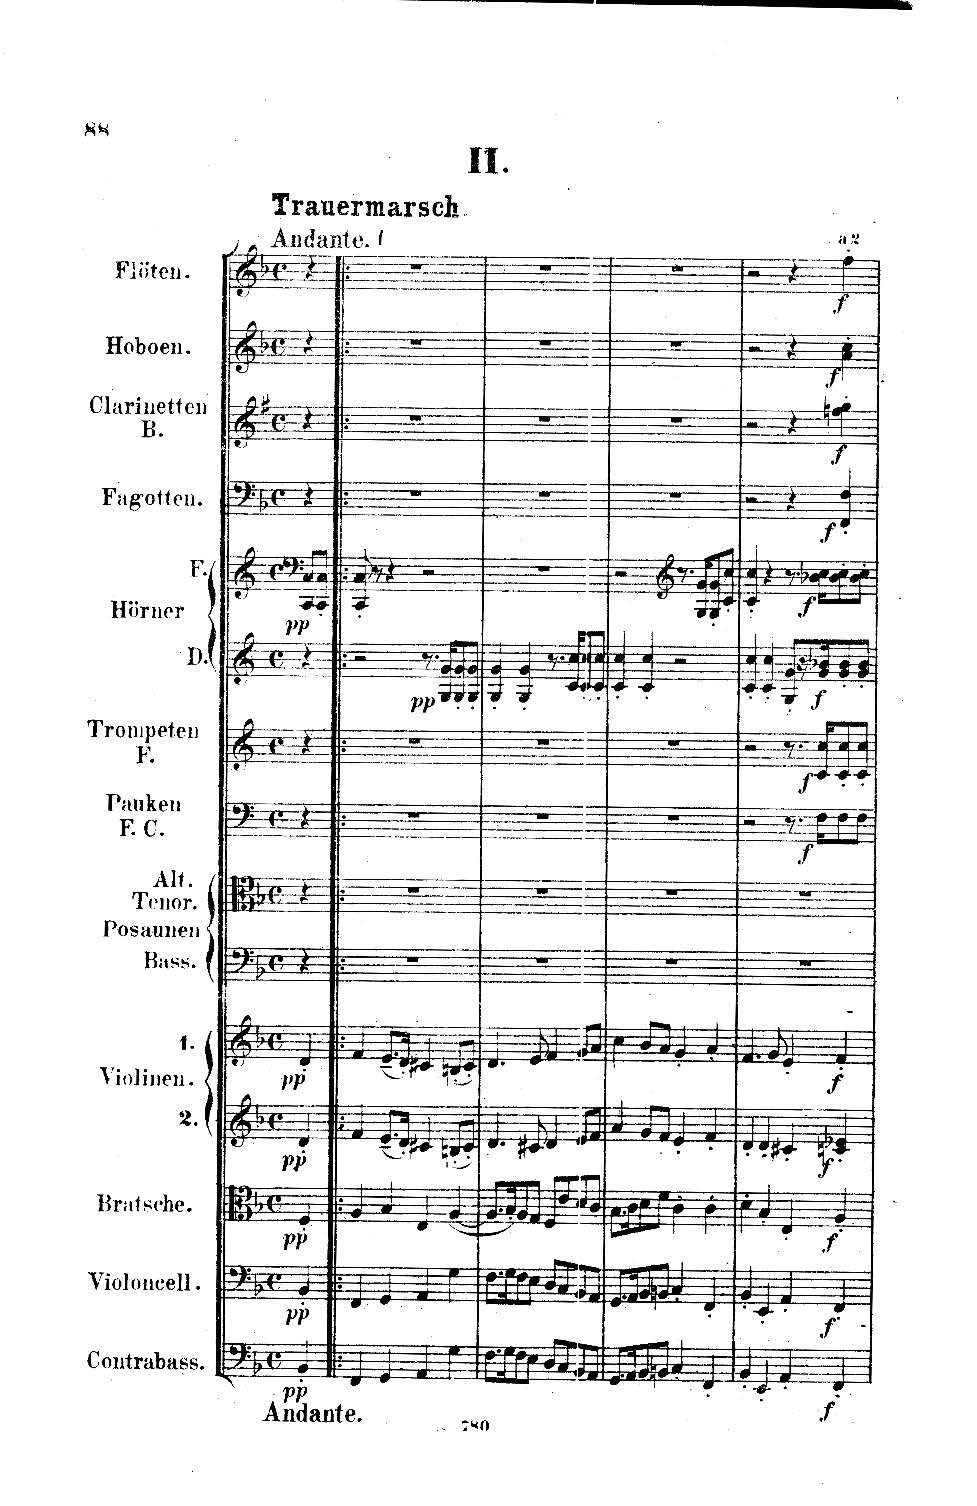 88
II.
Trauermarsch
Andante.
a 2
Flöten.
f
Hoboen.
f
Clarinetten
B.
f
Fagotten.
f
F.
Hörner
pp
f
D.
pp
f
Trompeten
F.
f
Pauken
F. C.
f
Alt.
Tenor.
Posaunen
Bass.
1.
Violinen.
pp
f
2.
pp
f
Bratsche.
pp
f
Violoncell.
pp
f
Contrabass.
pp
f
Andante.
780